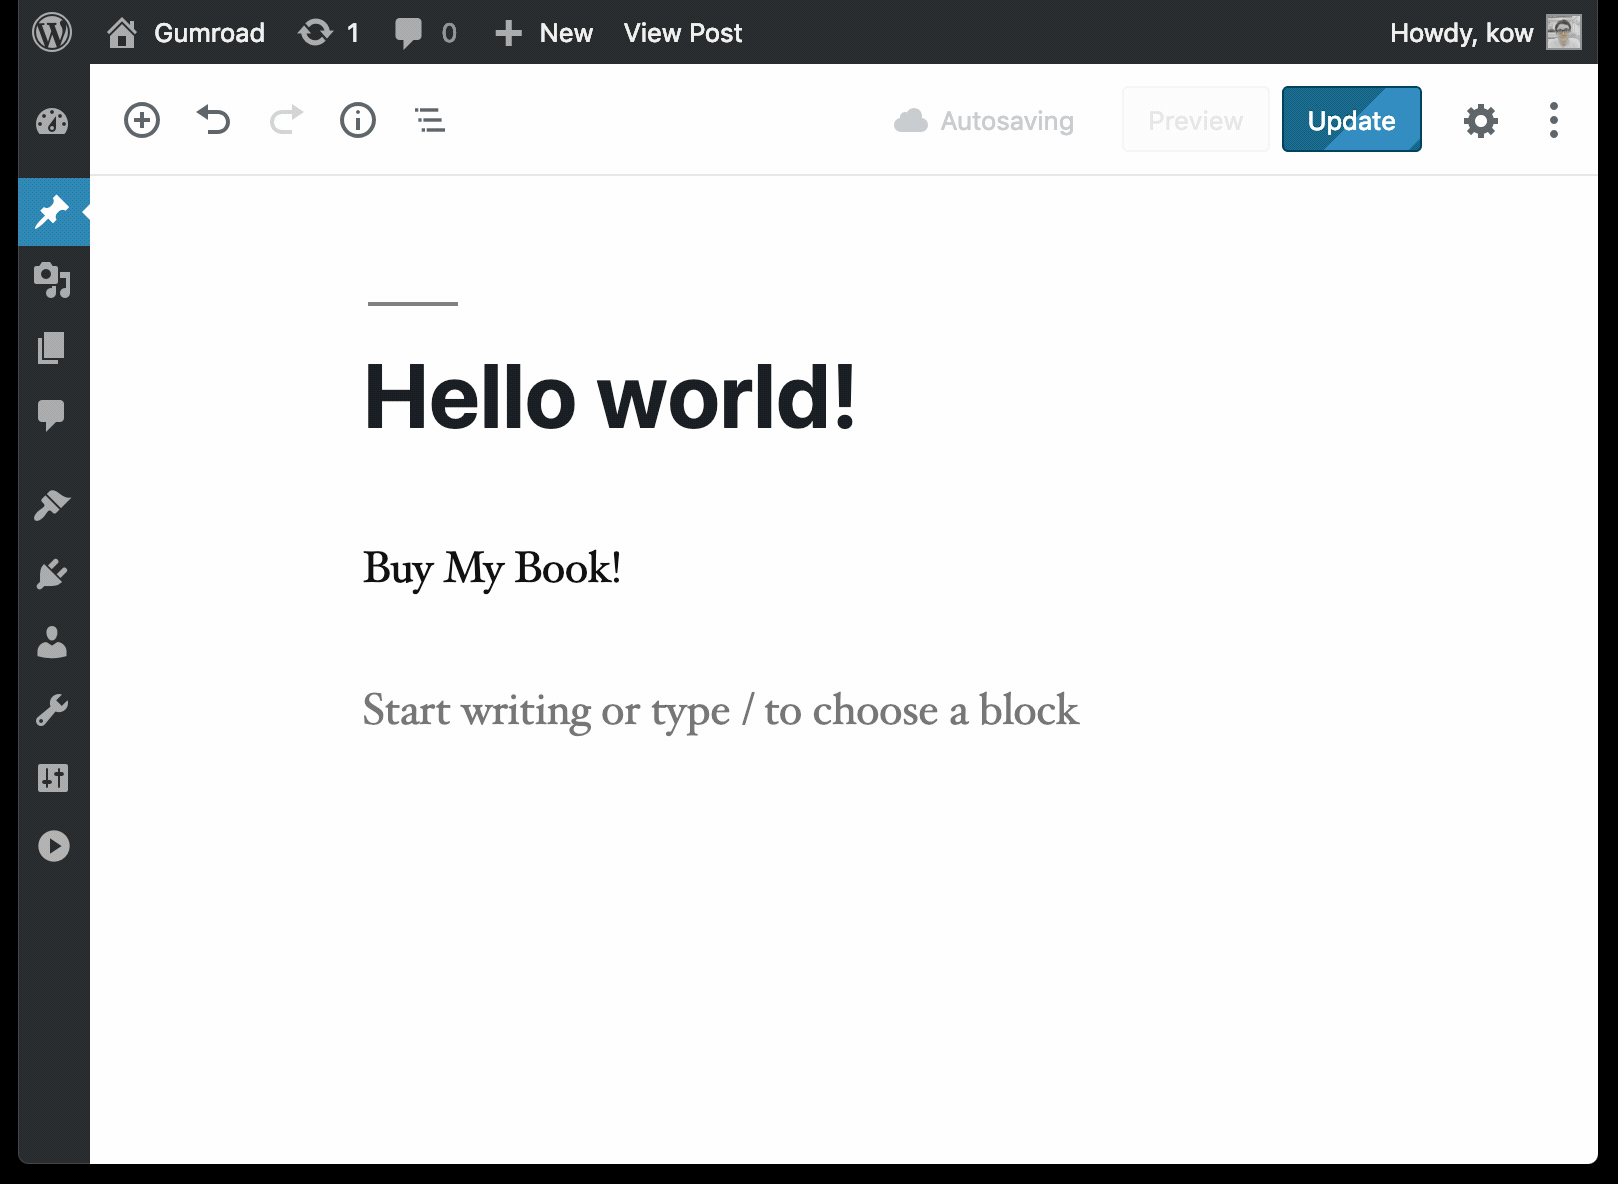 Gumroad 1 0 New View Post Howdy, kow
Autosaving Preview Update
Hello world!
Buy My Book!
Start writing or type / to choose a block